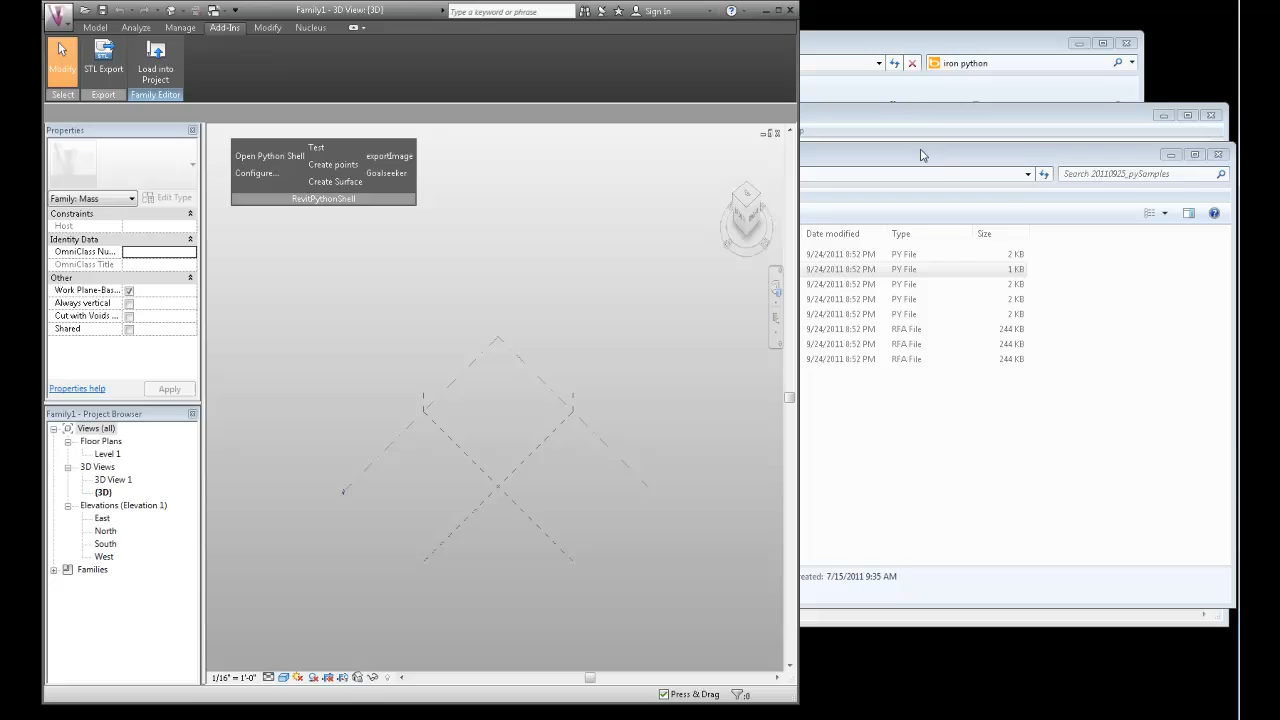 Family1 - 3D View: {3D}
Type a keyword or phrase
Sign In
Model
Analyze
Manage
Add-Ins
Modify
Nucleus
Modify
STL Export
Load into
Project
Select
Export
Family Editor
Properties
Family: Mass
Edit Type
Constraints
Host
Identity Data
OmniClass Nu...
OmniClass Title
Other
Work Plane-Bas...
Always vertical
Cut with Voids ...
Shared
Properties help
Apply
Family1 - Project Browser
Views (all)
Floor Plans
Level 1
3D Views
3D View 1
{3D}
Elevations (Elevation 1)
East
North
South
West
Families
Test
Open Python Shell
Create points
exportImage
Configure...
Create Surface
Goalseeker
RevitPythonShell
1/16" = 1'-0"
Press & Drag
:0
iron python
Search 20110925_pySamples
Date modified Type Size
9/24/2011 8:52 PM PY File 2 KB
9/24/2011 8:52 PM PY File 1 KB
9/24/2011 8:52 PM PY File 2 KB
9/24/2011 8:52 PM PY File 2 KB
9/24/2011 8:52 PM PY File 2 KB
9/24/2011 8:52 PM RFA File 244 KB
9/24/2011 8:52 PM RFA File 244 KB
9/24/2011 8:52 PM RFA File 244 KB
eated: 7/15/2011 9:35 AM